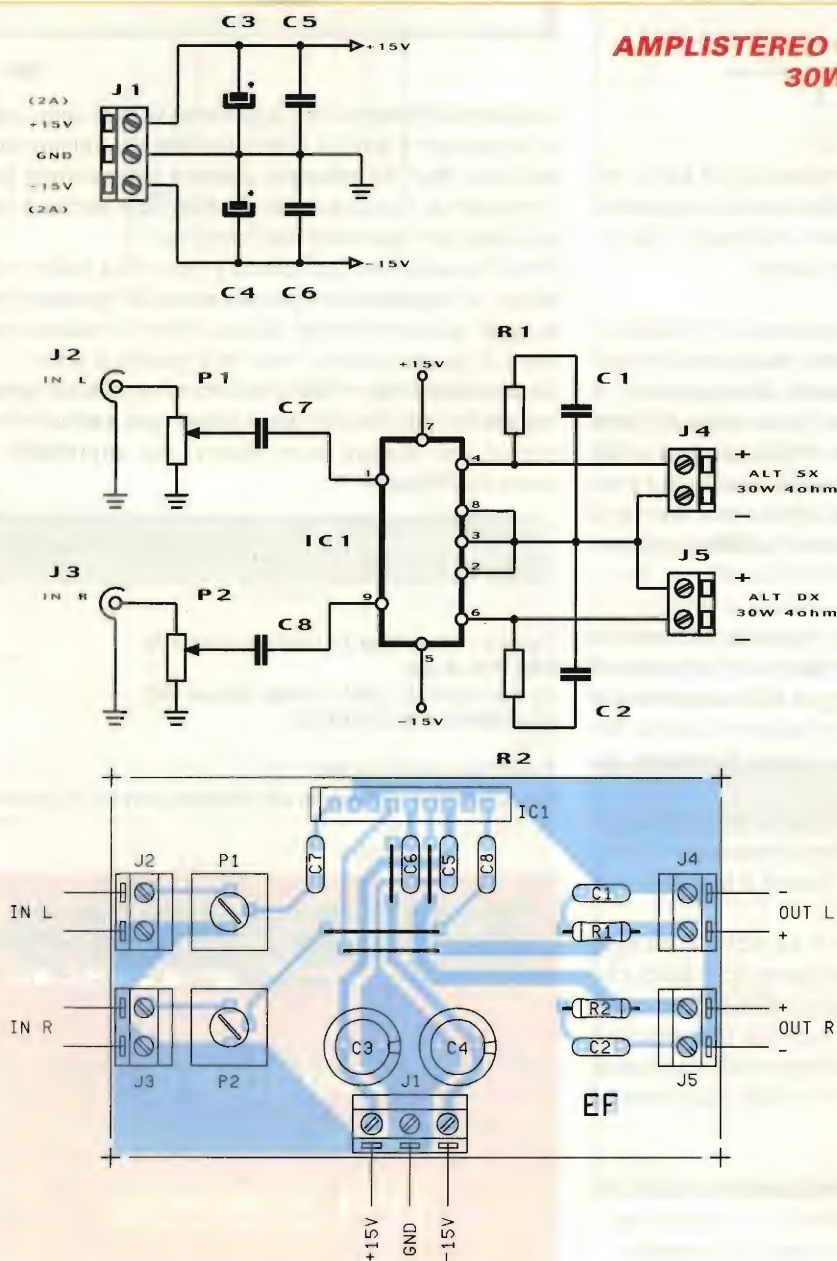 AMPLISTEREO
30W
C3 C5
+15V
J1
(2A)
+15V
GND
-15V
(2A)
-15V
C4 C6
R1
J2
IN L
P1
+15V
C1
C7
7
J4
4
+
1
ALT SX
30W 4ohm
8
-
IC1
3
J5
J3
2
+
IN R
P2
ALT DX
9
6
30W 4ohm
C8
-
5
C2
-15V
R2
IC1
J2 P1 C7 C6 C5 C8 J4
C1
-
IN L
OUT L
R1
+
R2
+
IN R
OUT R
C3 C4
C2
-
J3 P2 J1 J5
EF
+15V
GND
-15V